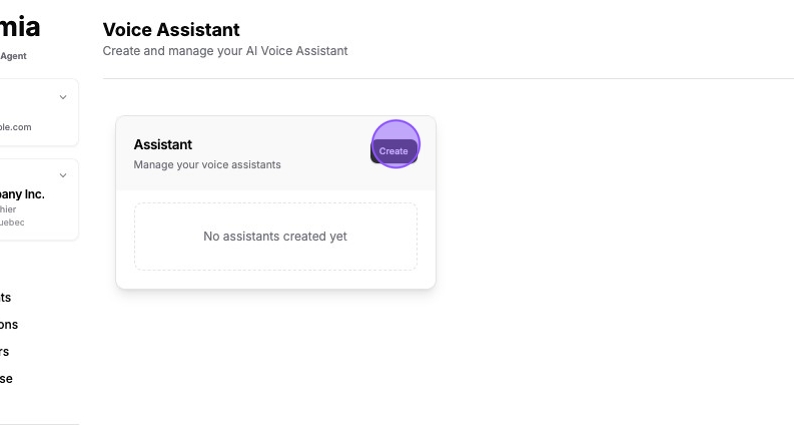 mia
Agent
ble.com
pany Inc.
hier
uebec
ts
ons
rs
se
Voice Assistant
Create and manage your AI Voice Assistant
Assistant
Manage your voice assistants
Create
No assistants created yet